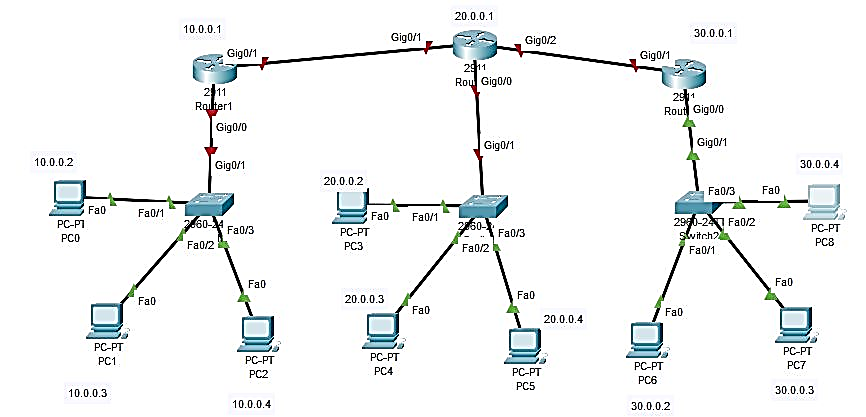 20.0.0.1
10.0.0.1
30.0.0.1
Gig0/1
Gig0/1
Gig0/2
Gig0/1
2911
Router1
Gig0/0
Gig0/0
Gig0/0
Gig0/1
Gig0/1
Gig0/1
10.0.0.2
20.0.0.2
30.0.0.4
Fa0
Fa0/1
PC-PT
PC0
Fa0/2
Fa0/3
Fa0
Fa0/1
PC-PT
PC3
Fa0/2
Fa0/3
Fa0/3
Fa0
Fa0/2
Switch2
Fa0/1
PC-PT
PC8
Fa0
Fa0
PC-PT
PC1
PC-PT
PC2
20.0.0.3
Fa0
Fa0
20.0.0.4
PC-PT
PC4
PC-PT
PC5
Fa0
Fa0
PC-PT
PC6
PC-PT
PC7
10.0.0.3
10.0.0.4
30.0.0.2
30.0.0.3